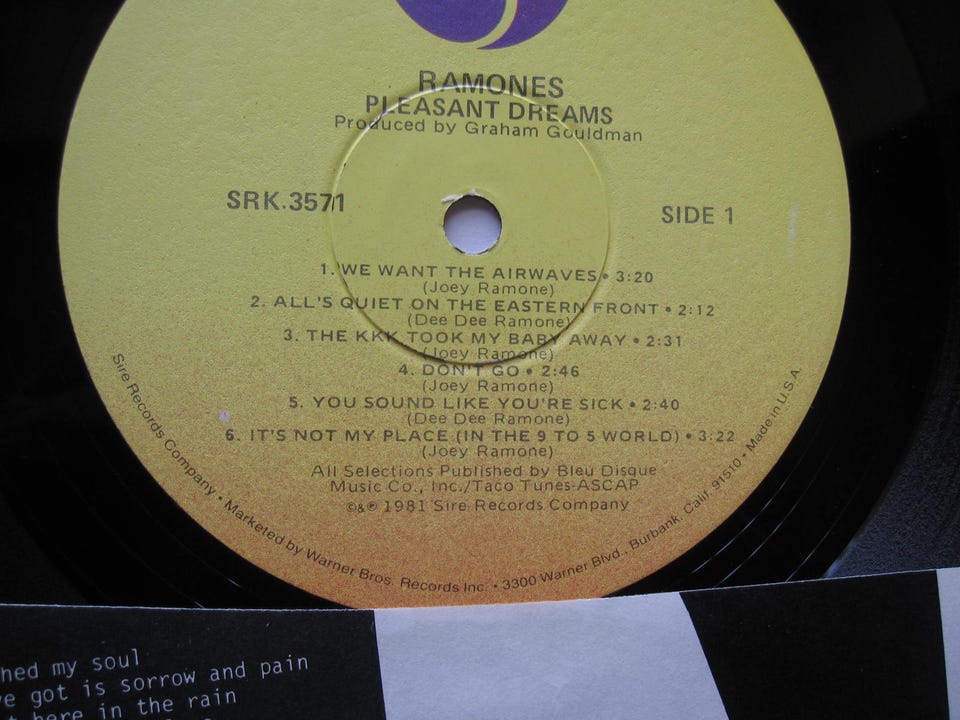 RAMONES
PLEASANT DREAMS
Produced by Graham Gouldman
SRK.3571
SIDE 1
1. WE WANT THE AIRWAVES • 3:20
(Joey Ramone)
2. ALL'S QUIET ON THE EASTERN FRONT • 2:12
(Dee Dee Ramone)
3. THE KKK TOOK MY BABY AWAY • 2:31
(Joey Ramone)
4. DON'T GO • 2:46
(Joey Ramone)
5. YOU SOUND LIKE YOU'RE SICK • 2:40
(Dee Dee Ramone)
6. IT'S NOT MY PLACE (IN THE 9 TO 5 WORLD) • 3:22
(Joey Ramone)
All Selections Published by Bleu Disque
Music Co., Inc./Taco Tunes-ASCAP
©&℗ 1981 Sire Records Company
Sire Records Company • Marketed by Warner Bros. Records Inc. • 3300 Warner Blvd., Burbank, Calif. 91510 • Made in U.S.A.
hed my soul
got is sorrow and pain
here in the rain